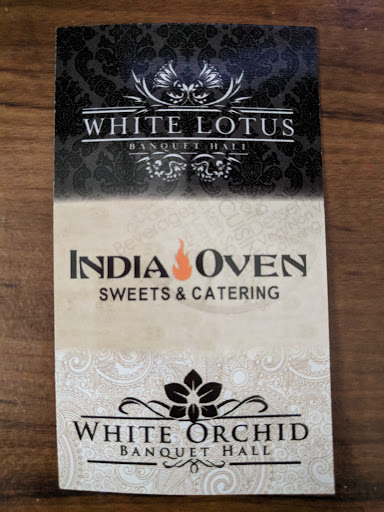 WHITE LOTUS
BANQUET HALL
INDIA OVEN
SWEETS & CATERING
WHITE ORCHID
BANQUET HALL